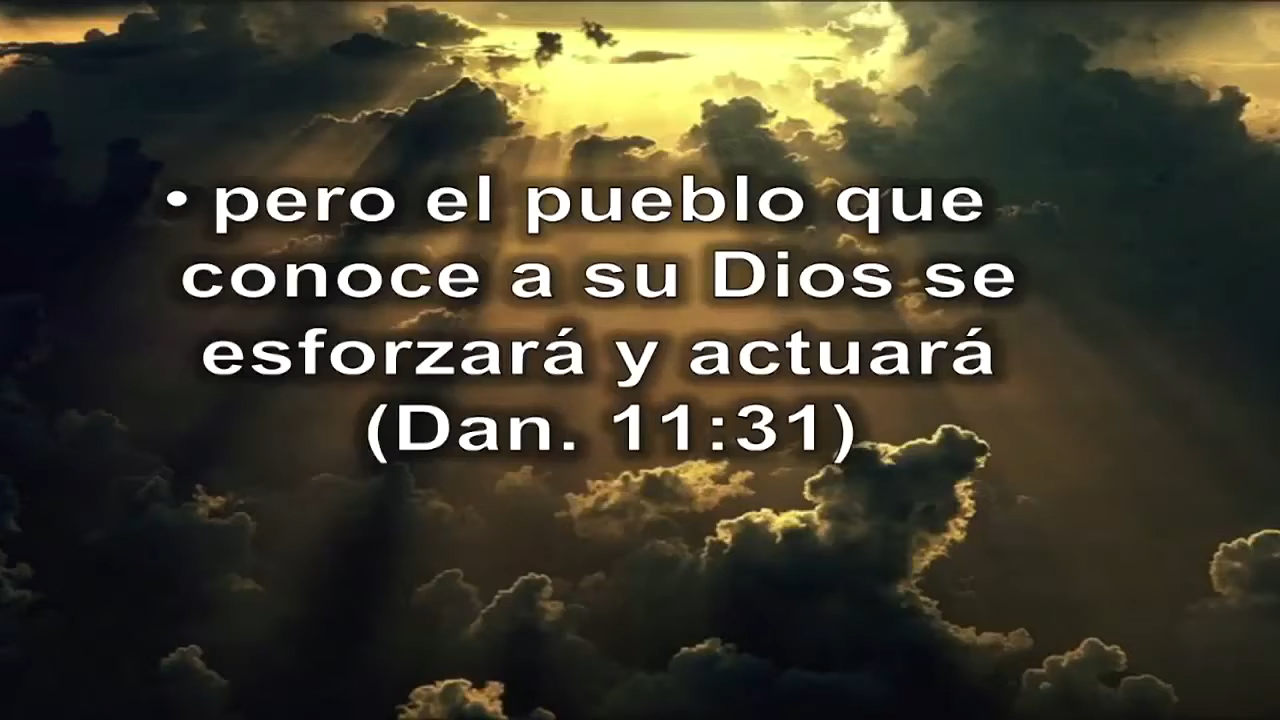 • pero el pueblo que
conoce a su Dios se
esforzará y actuará
(Dan. 11:31)